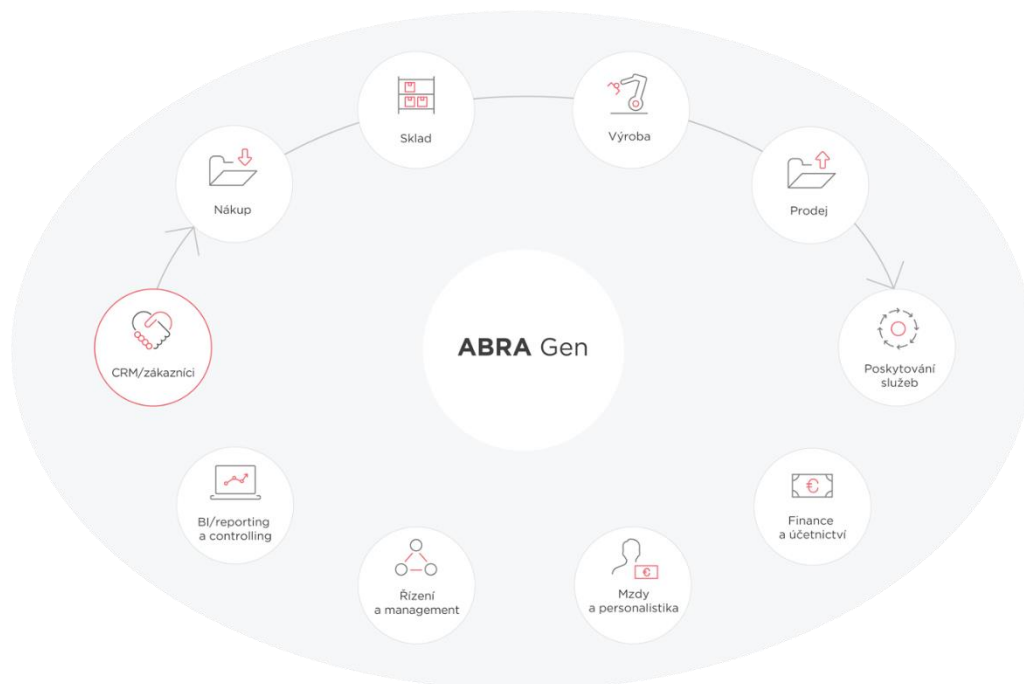 Sklad
Výroba
Nákup
Prodej
ABRA Gen
CRM/zákazníci
Poskytování
služeb
BI/reporting
a controlling
Finance
a účetnictví
Řízení
a management
Mzdy
a personalistika